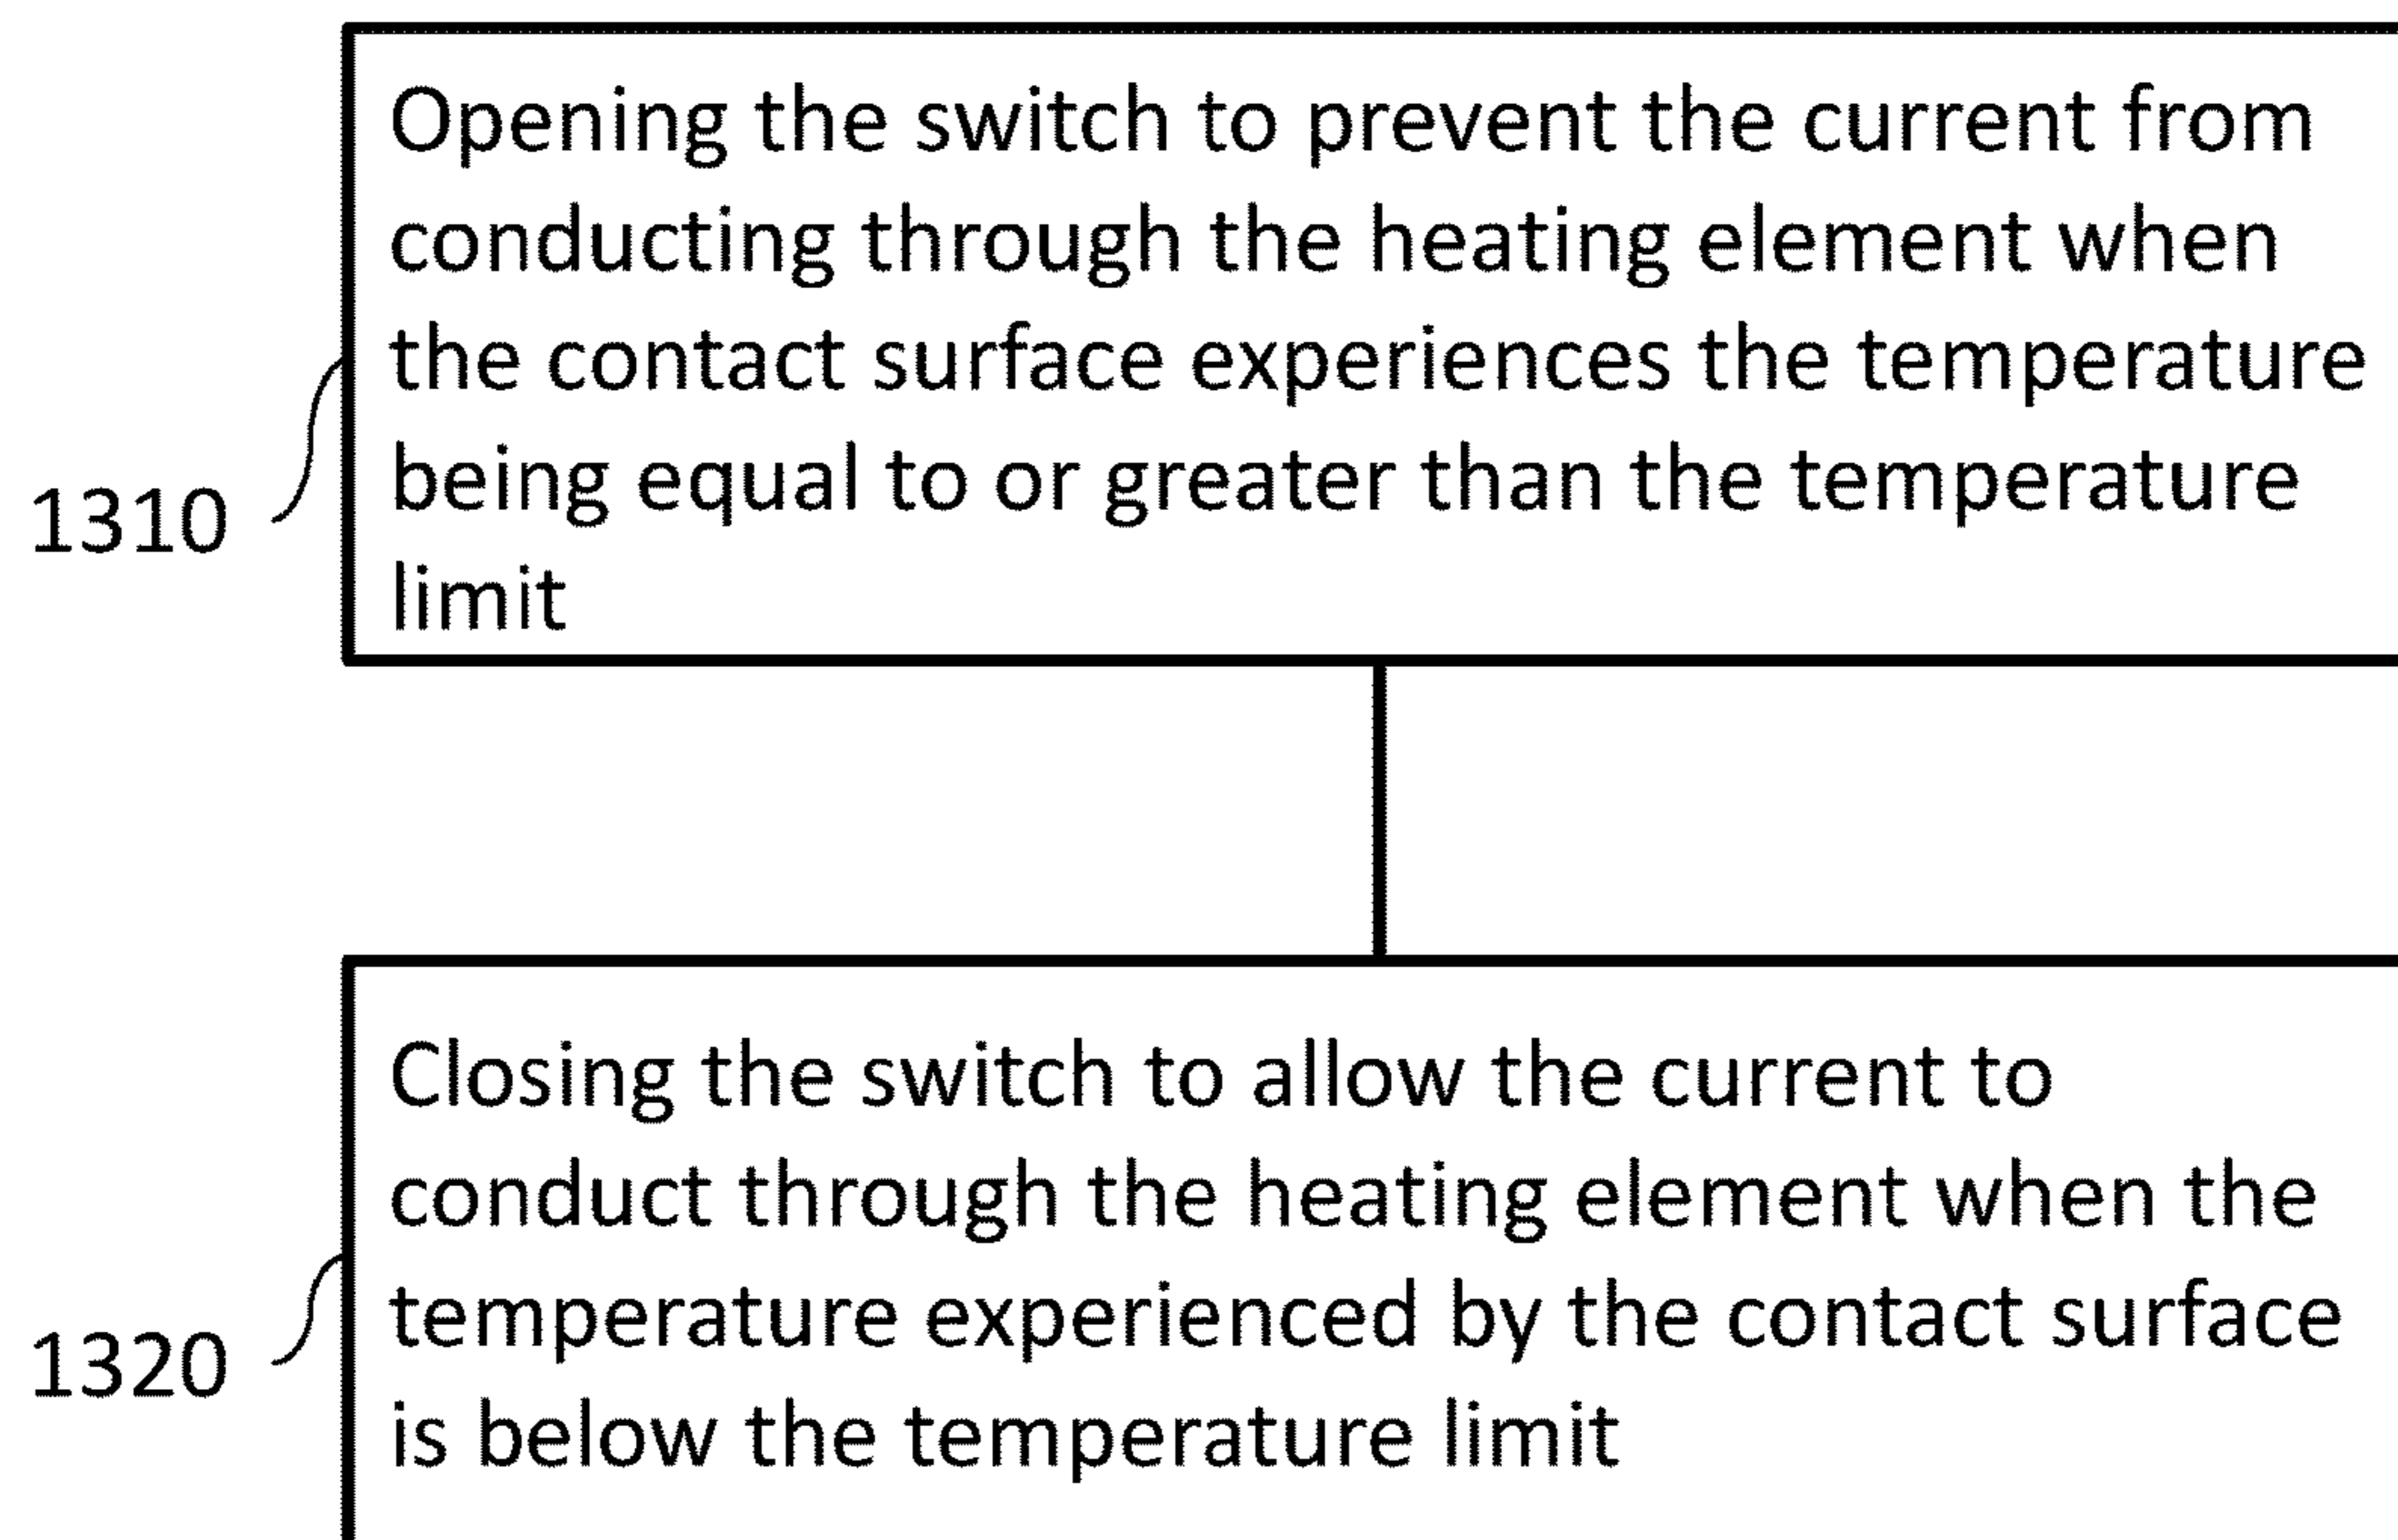 Opening the switch to prevent the current from
conducting through the heating element when
the contact surface experiences the temperature
being equal to or greater than the temperature
limit
1310
Closing the switch to allow the current to
conduct through the heating element when the
temperature experienced by the contact surface
is below the temperature limit
1320